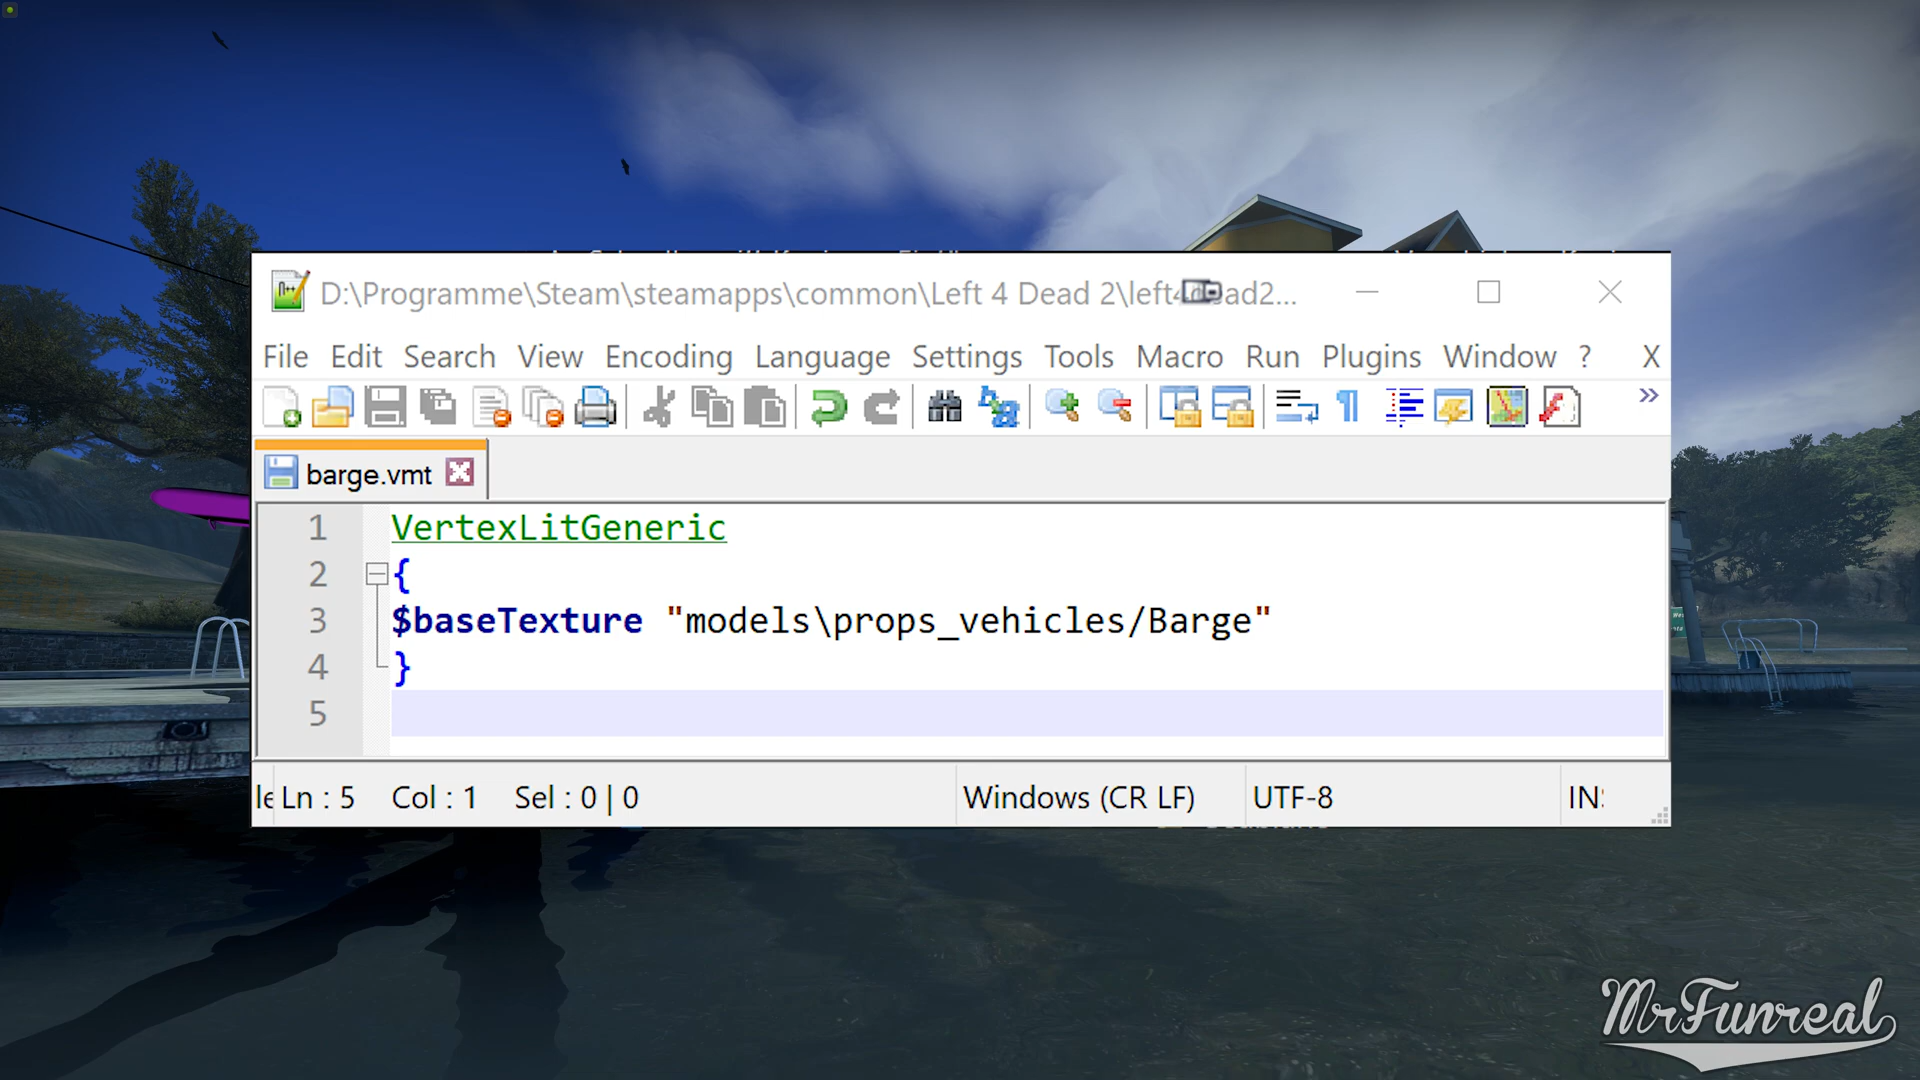 D:\Programme\Steam\steamapps\common\Left 4 Dead 2\left4dead2...
File Edit Search View Encoding Language Settings Tools Macro Run Plugins Window ? X
barge.vmt
1 VertexLitGeneric
2 {
3 $baseTexture "models\props_vehicles/Barge"
4 }
5
Ln : 5 Col : 1 Sel : 0 | 0 Windows (CR LF) UTF-8 IN
MrFunreal